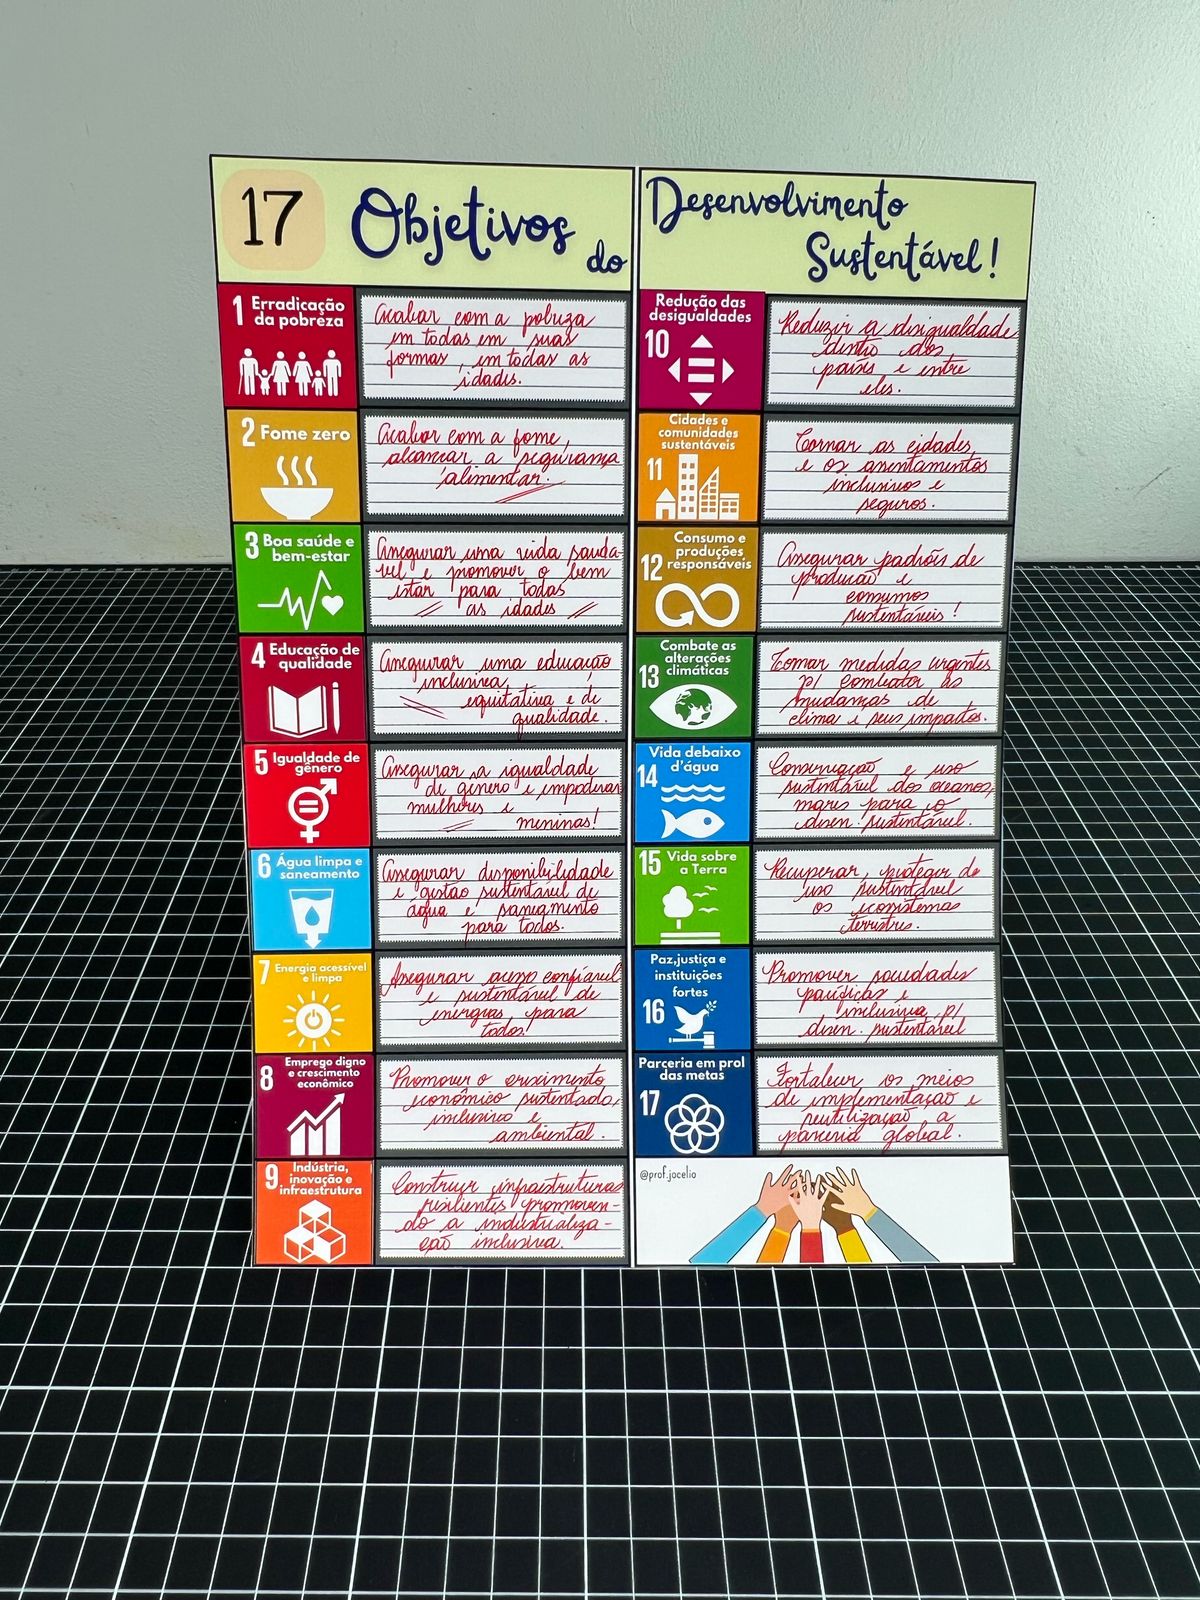 17 Objetivos do
1 Erradicação
da pobreza
Acabar com a pobreza
em todas em suas
formas, em todas as
idades.
2 Fome zero
Acabar com a fome,
alcançar a segurança
alimentar.
3 Boa saúde e
bem-estar
Assegurar uma vida saudá-
vel e promover o bem
estar para todas
as idades
4 Educação de
qualidade
Assegurar uma educação
inclusiva,
equitativa e de
qualidade.
5 Igualdade de
gênero
Assegurar a igualdade
de gênero e empoderar
mulheres e
meninas!
6 Água limpa e
saneamento
Assegurar disponibilidade
e gestão sustentável de
água e saneamento
para todos.
7 Energia acessível
e limpa
Assegurar acesso confiável
e sustentável de
energias para
todos!
8 Emprego digno
e crescimento
econômico
Promover o crescimento
econômico sustentado,
inclusivo e
ambiental.
9 Indústria,
inovação e
infraestrutura
Construir infraestruturas
resilientes promoven-
do a industrializa-
ção inclusiva.
Desenvolvimento
Sustentável!
Redução das
desigualdades
10
Reduzir a desigualdade
dentro dos
países e entre
eles.
Cidades e
comunidades
sustentáveis
11
Tornar as cidades,
e os assentamentos
inclusivos e
seguros.
Consumo e
produções
responsáveis
12
Assegurar padrões de
produção e
consumos
sustentáveis!
Combate as
alterações
climáticas
13
Tomar medidas urgentes
p/ combater as
mudanças de
clima e seus impactos.
Vida debaixo
d'água
14
Conservação e uso
sustentável dos oceanos,
mares para o
desen. sustentável.
15 Vida sobre
a Terra
Recuperar, proteger do
uso sustentável
os ecossistemas
terrestres.
Paz,justiça e
instituições
fortes
16
Promover sociedades
pacíficas e
inclusiva p/
desen. sustentável
Parceria em prol
das metas
17
Fortalecer os meios
de implementação e
reutilização a
parceria global.
@prof.jocelio